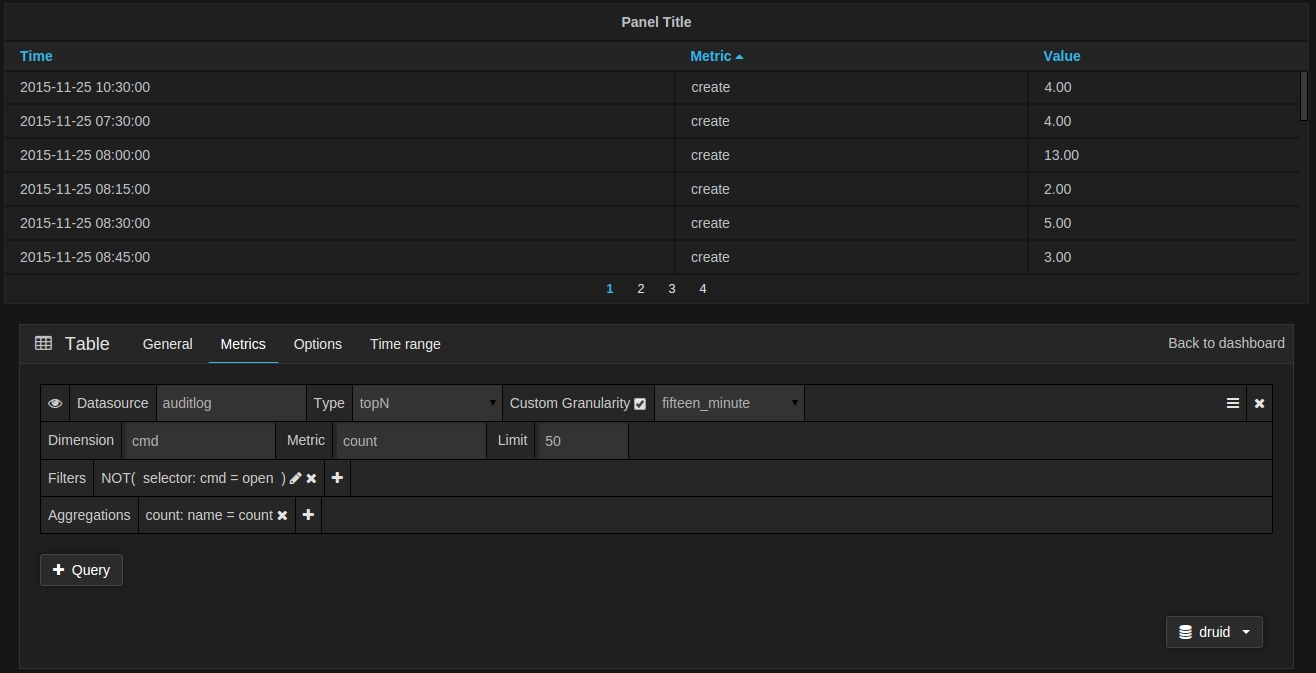 Panel Title
Time Metric Value
2015-11-25 10:30:00 create 4.00
2015-11-25 07:30:00 create 4.00
2015-11-25 08:00:00 create 13.00
2015-11-25 08:15:00 create 2.00
2015-11-25 08:30:00 create 5.00
2015-11-25 08:45:00 create 3.00
1 2 3 4
Table General Metrics Options Time range Back to dashboard
Datasource auditlog Type topN Custom Granularity fifteen_minute
Dimension cmd Metric count Limit 50
Filters NOT( selector: cmd = open )
Aggregations count: name = count
Query
druid